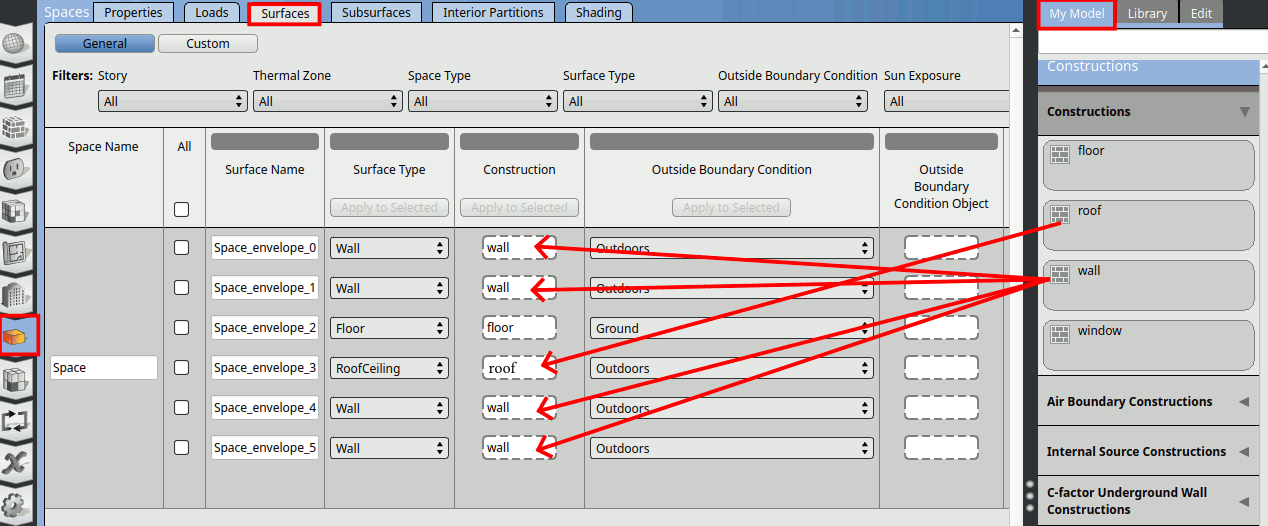 Spaces Properties Loads Surfaces Subsurfaces Interior Partitions Shading
General Custom
Filters: Story Thermal Zone Space Type Surface Type Outside Boundary Condition Sun Exposure
All All All All All All
Space Name All Surface Name Surface Type Construction Outside Boundary Condition Outside
Boundary
Condition Object
Apply to Selected Apply to Selected Apply to Selected
Space_envelope_0 Wall wall Outdoors
Space_envelope_1 Wall wall Outdoors
Space_envelope_2 Floor floor Ground
Space Space_envelope_3 RoofCeiling roof Outdoors
Space_envelope_4 Wall wall Outdoors
Space_envelope_5 Wall wall Outdoors
My Model Library Edit
Constructions
Constructions
floor
roof
wall
window
Air Boundary Constructions
Internal Source Constructions
C-factor Underground Wall
Constructions